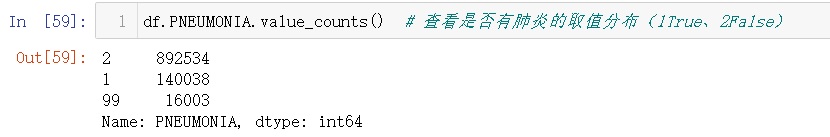 In [59]: 1 df.PNEUMONIA.value_counts() # 查看是否有肺炎的取值分布（1True、2False）
Out[59]: 2 892534
1 140038
99 16003
Name: PNEUMONIA, dtype: int64